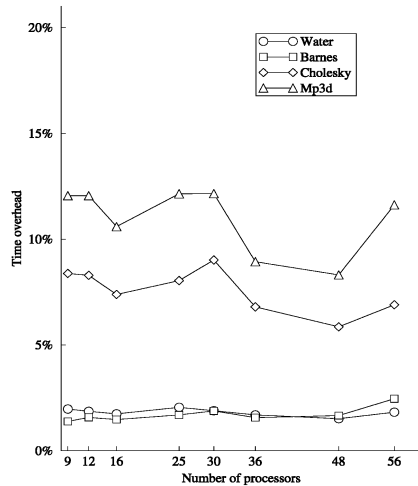 20%
Water
Barnes
Cholesky
Mp3d
15%
Time overhead
10%
5%
0%
9 12 16 25 30 36 48 56
Number of processors